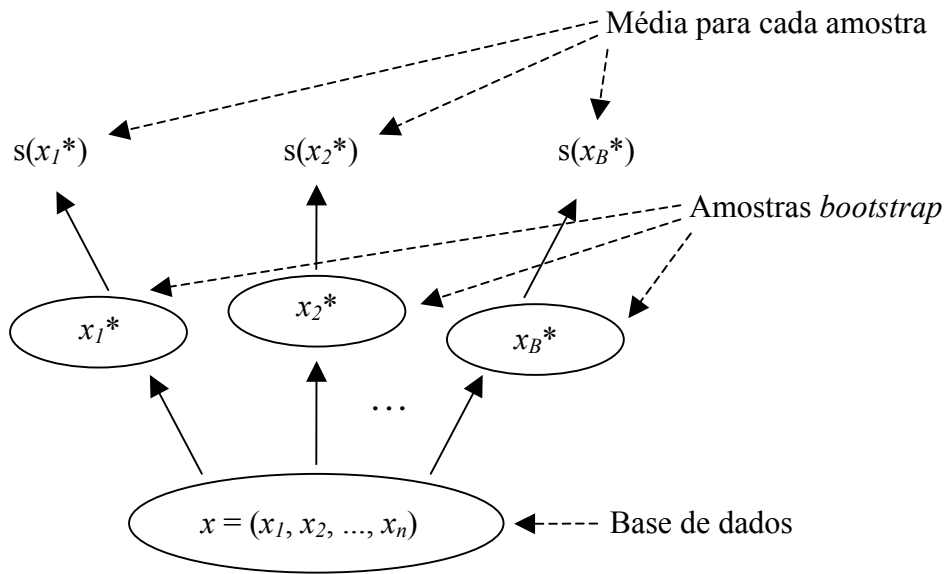 Média para cada amostra
s(x1*) s(x2*) s(xB*)
Amostras bootstrap
x1* x2* xB*
…
x = (x1, x2, ..., xn)
Base de dados